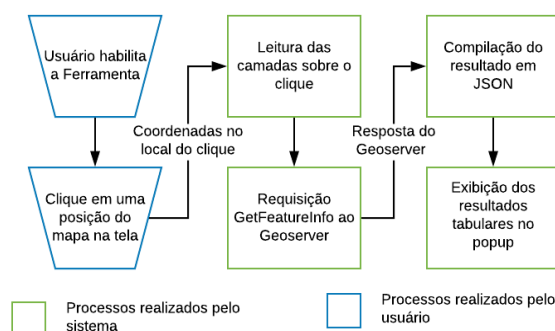 Usuário habilita
a Ferramenta
Clique em uma
posição do
mapa na tela
Coordenadas no
local do clique
Leitura das
camadas sobre o
clique
Requisição
GetFeatureInfo ao
Geoserver
Resposta do
Geoserver
Compilação do
resultado em
JSON
Exibição dos
resultados
tabulares no
popup
Processos realizados pelo
sistema
Processos realizados pelo
usuário